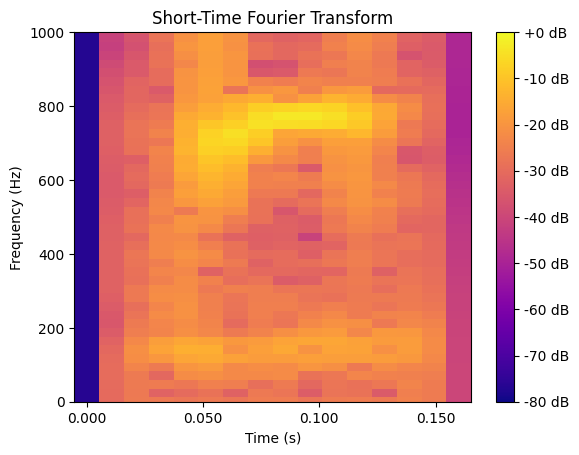 Short-Time Fourier Transform
1000
800
600
400
200
0
Frequency (Hz)
0.000
0.050
0.100
0.150
Time (s)
+0 dB
-10 dB
-20 dB
-30 dB
-40 dB
-50 dB
-60 dB
-70 dB
-80 dB